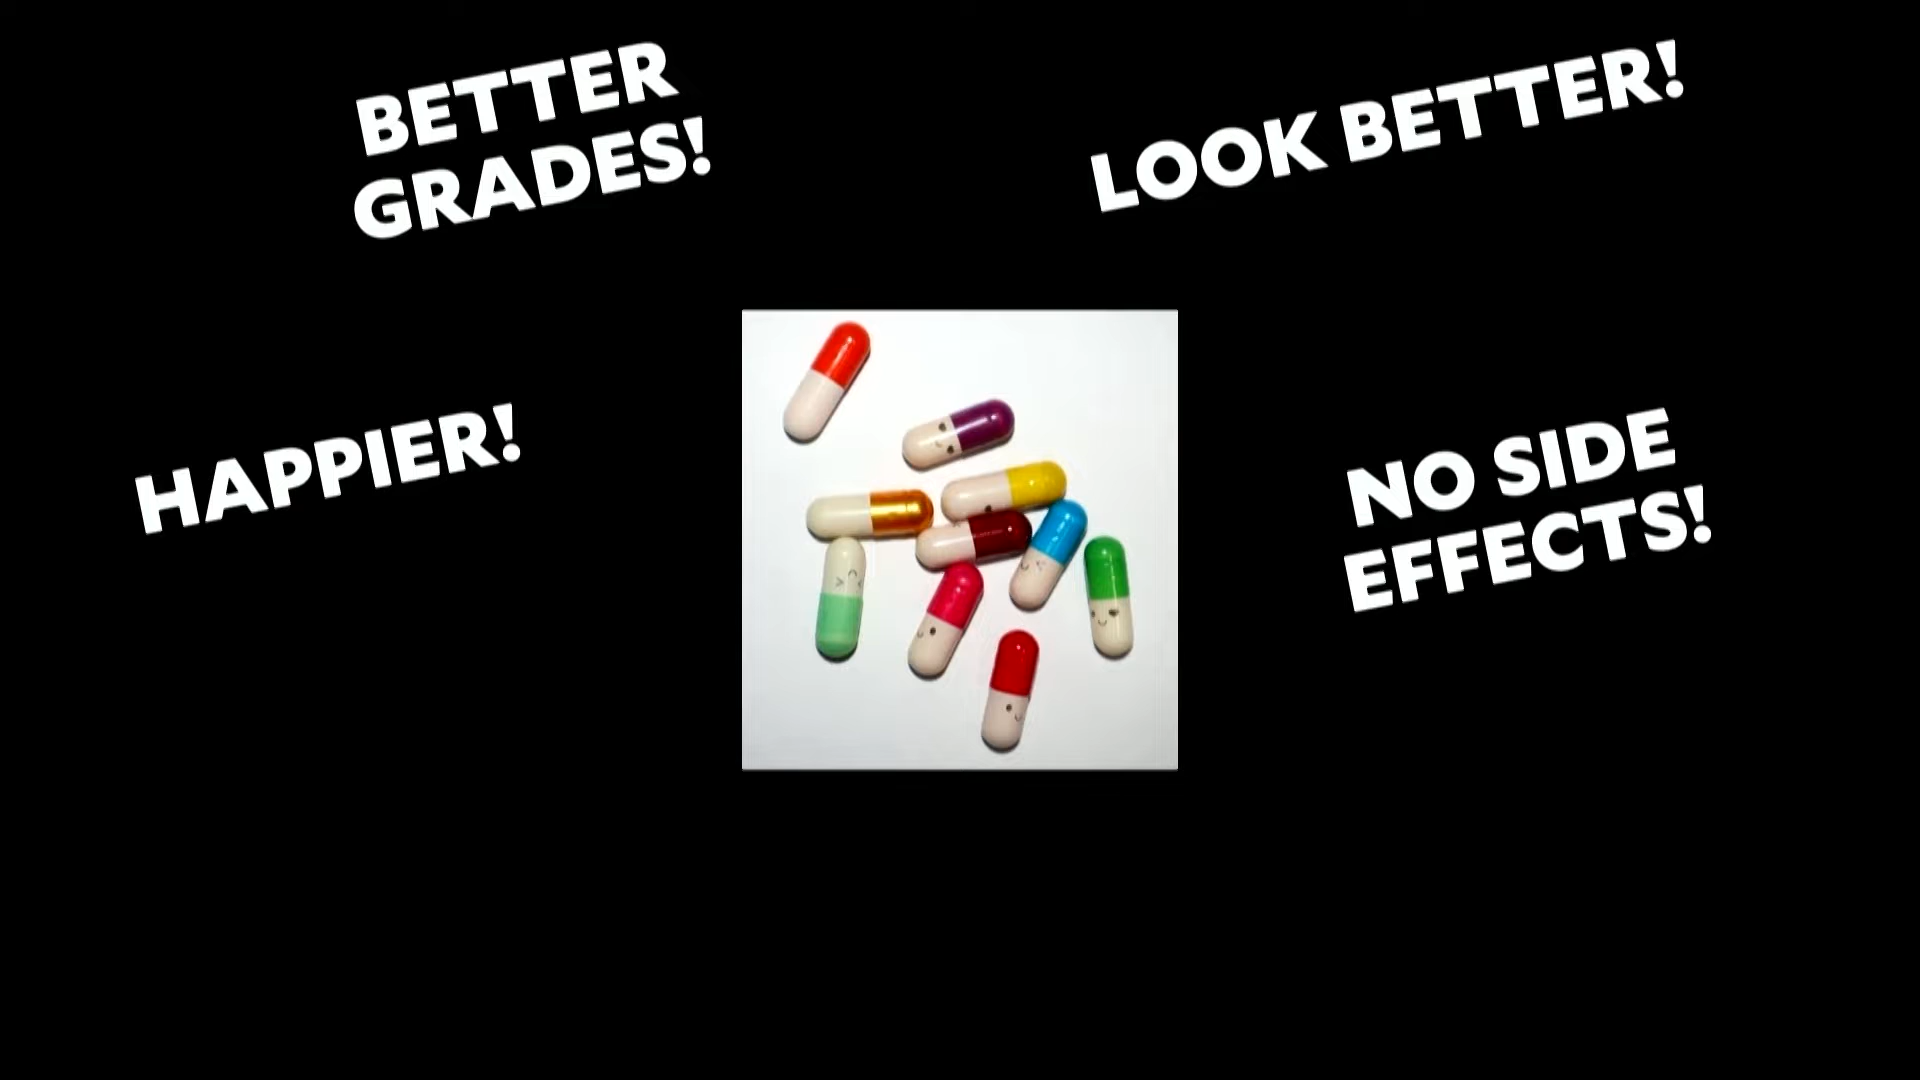 BETTER
GRADES!
LOOK BETTER!
HAPPIER!
NO SIDE
EFFECTS!